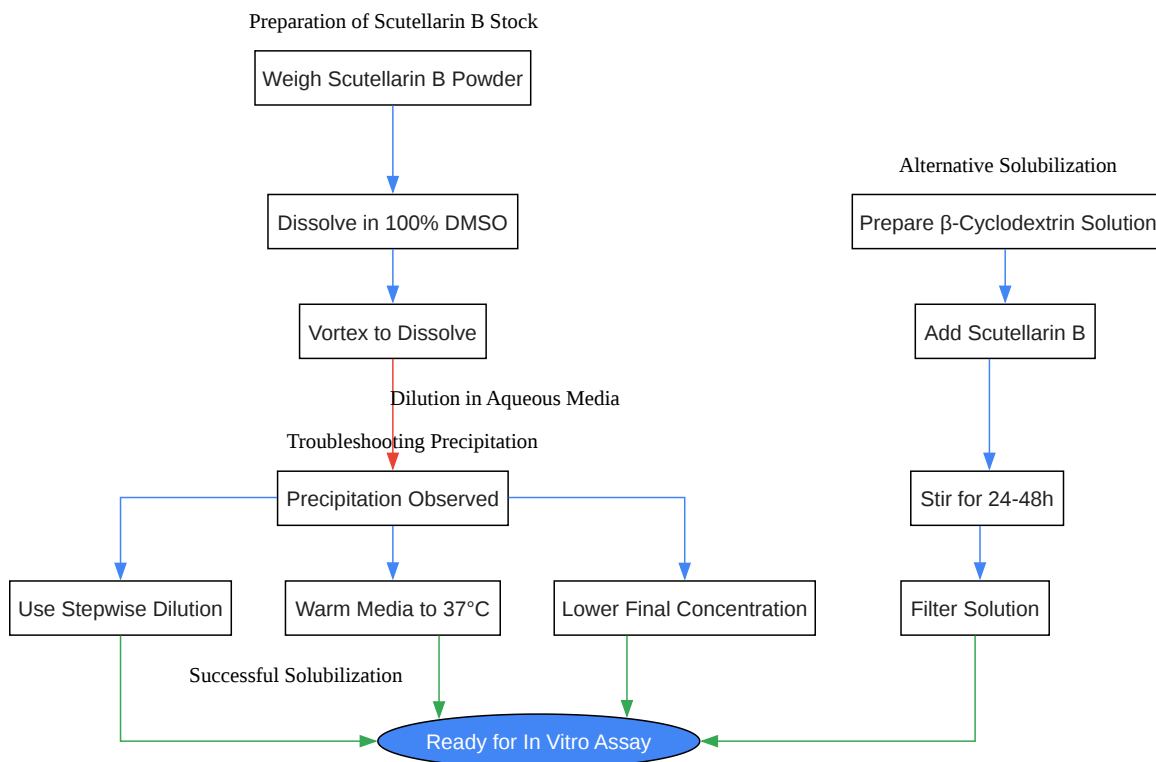 Preparation of Scutellarin B Stock
Weigh Scutellarin B Powder
Alternative Solubilization
Dissolve in 100% DMSO
Prepare β-Cyclodextrin Solution
Vortex to Dissolve
Add Scutellarin B
Dilution in Aqueous Media
Troubleshooting Precipitation
Precipitation Observed
Stir for 24-48h
Use Stepwise Dilution
Warm Media to 37°C
Lower Final Concentration
Filter Solution
Successful Solubilization
Ready for In Vitro Assay